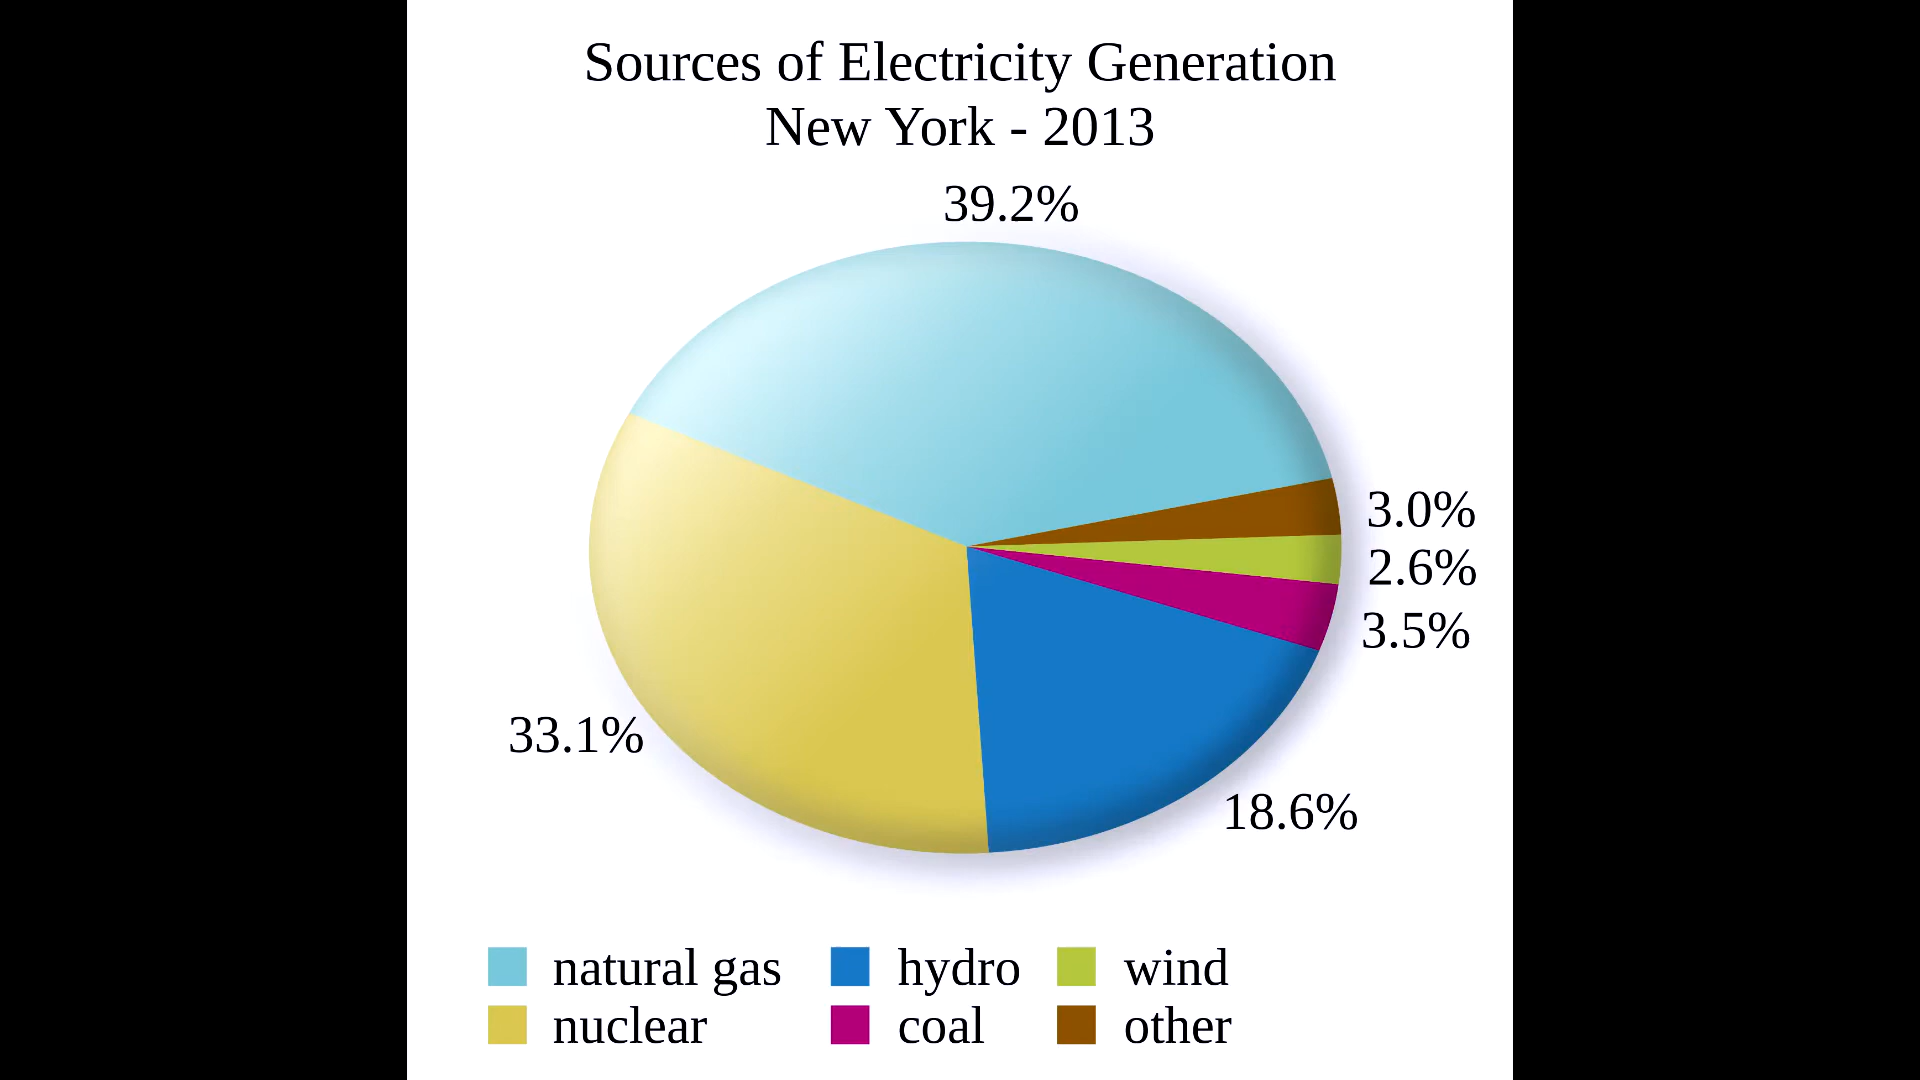 Sources of Electricity Generation
New York - 2013
39.2%
3.0%
2.6%
3.5%
33.1%
18.6%
natural gas hydro wind
nuclear coal other